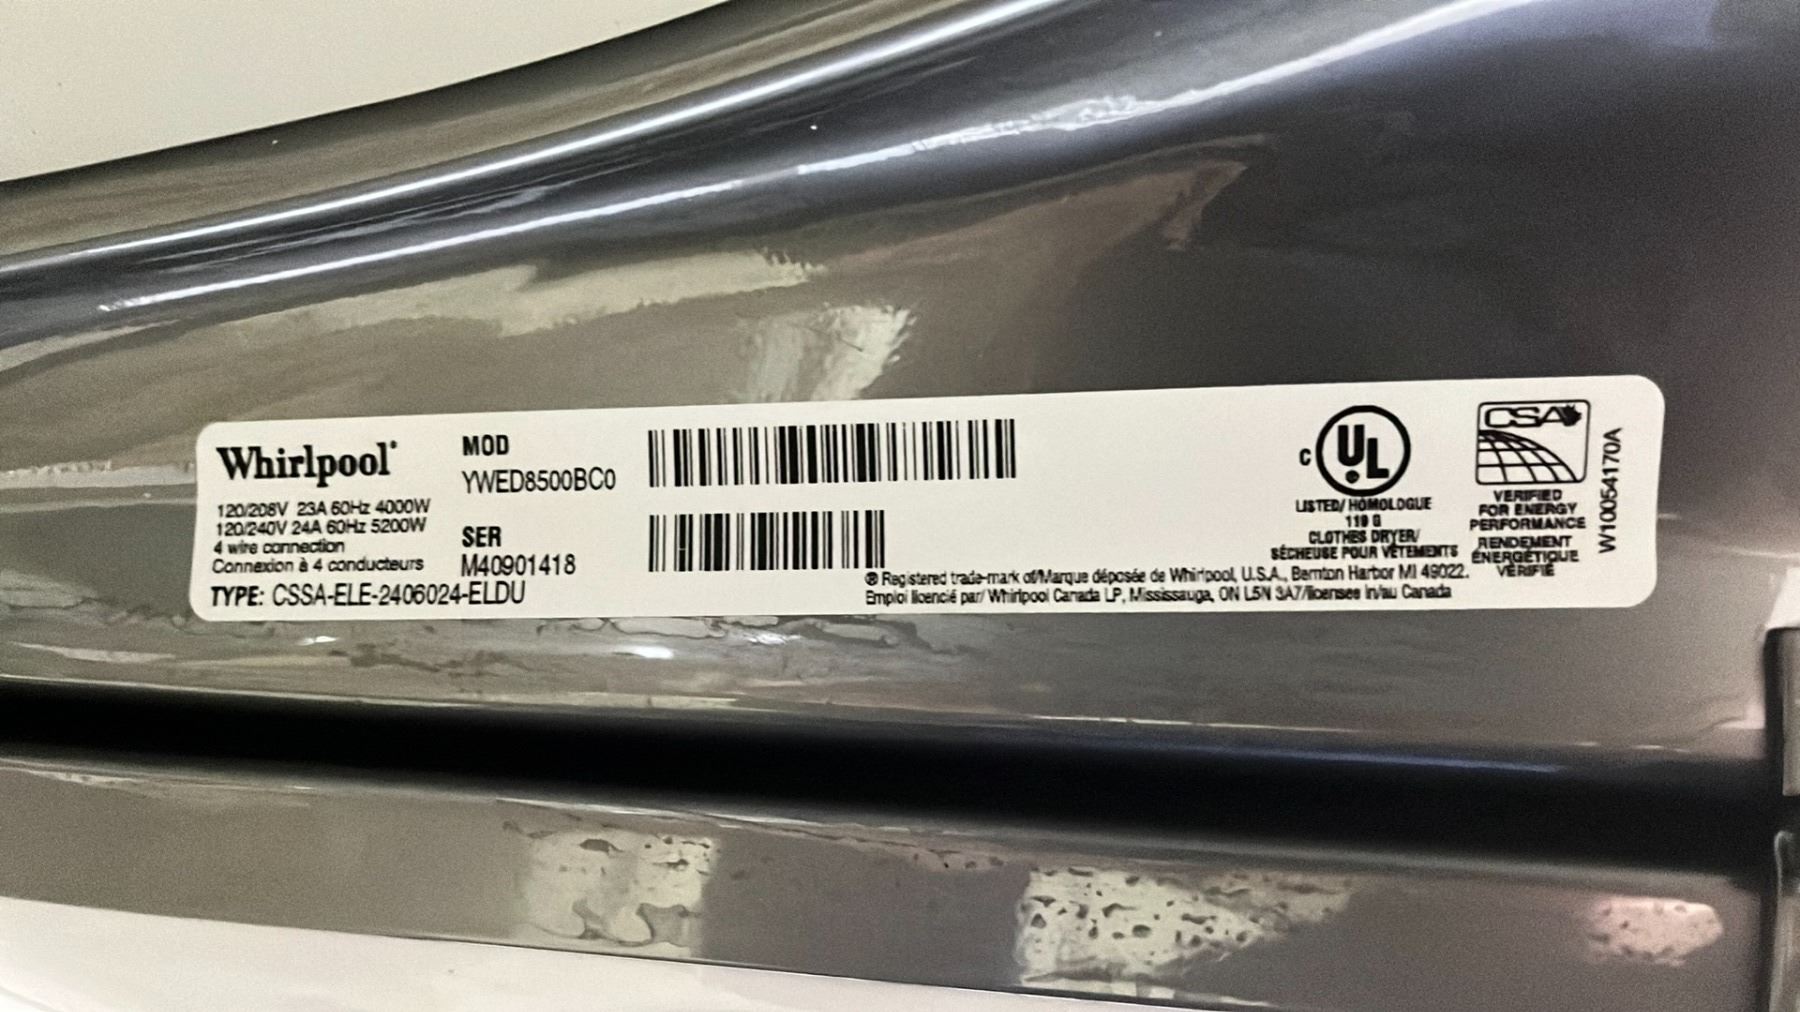 Whirlpool®
120/208V 23A 60Hz 4000W
120/240V 24A 60Hz 5200W
4 wire connection
Connexion à 4 conducteurs
TYPE: CSSA-ELE-2406024-ELDU
MOD
YWED8500BC0
SER
M40901418
C UL
LISTED/ HOMOLOGUE
119 G
CLOTHES DRYER/
SÉCHEUSE POUR VÊTEMENTS
CSA
VERIFIED
FOR ENERGY
PERFORMANCE
RENDEMENT
ÉNERGÉTIQUE
VÉRIFIÉ
W10054170A
® Registered trade-mark of/Marque déposée de Whirlpool, U.S.A., Bernton Harbor MI 49022.
Emploi licencié par/ Whirlpool Canada LP, Mississauga, ON L5N 3A7/licensee in/au Canada